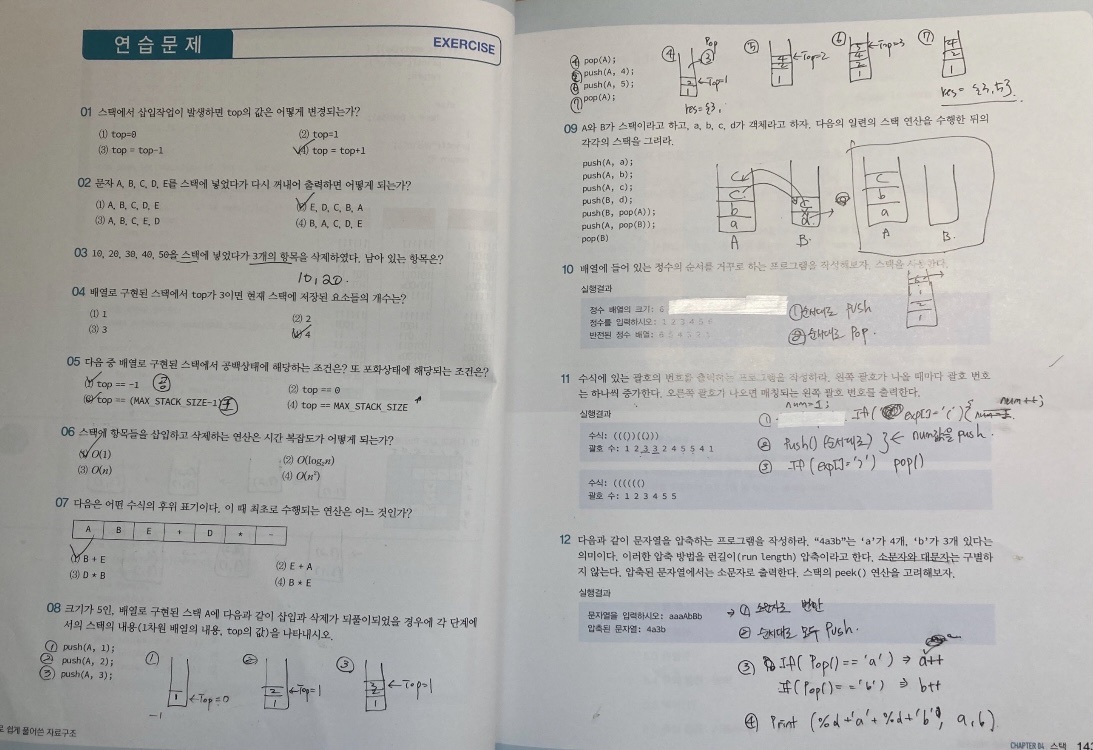 연습문제
EXERCISE
01 스택에서 삽입작업이 발생하면 top의 값은 어떻게 변경되는가?
(1) top=0 (2) top=1
(3) top = top-1 (4) top = top+1
02 문자 A, B, C, D, E를 스택에 넣었다가 다시 꺼내어 출력하면 어떻게 되는가?
(1) A, B, C, D, E (2) E, D, C, B, A
(3) A, B, C, E, D (4) B, A, C, D, E
03 10, 20, 30, 40, 50을 스택에 넣었다가 3개의 항목을 삭제하였다. 남아 있는 항목은?
10, 20.
04 배열로 구현된 스택에서 top가 3이면 현재 스택에 저장된 요소들의 개수는?
(1) 1 (2) 2
(3) 3 (4) 4
05 다음 중 배열로 구현된 스택에서 공백상태에 해당하는 조건은? 또 포화상태에 해당되는 조건은?
(1) top == -1 공 (2) top == 0
(3) top == (MAX_STACK_SIZE-1) (4) top == MAX_STACK_SIZE
06 스택에 항목들을 삽입하고 삭제하는 연산은 시간 복잡도가 어떻게 되는가?
(1) O(1) (2) O(log₂n)
(3) O(n) (4) O(n²)
07 다음은 어떤 수식의 후위 표기이다. 이 때 최초로 수행되는 연산은 어느 것인가?
A B E + D * -
(1) B + E (2) E + A
(3) D * B (4) B * E
08 크기가 5인, 배열로 구현된 스택 A에 다음과 같이 삽입과 삭제가 되풀이되었을 경우에 각 단계에
서의 스택의 내용(1차원 배열의 내용, top의 값)을 나타내시오.
① push(A, 1);
② push(A, 2);
③ push(A, 3);
① 1 ←Top=0
-1
② 2 1 ←Top=1
③ 3 2 1 ←Top=1
로 쉽게 풀어쓴 자료구조
④ pop(A);
⑤ push(A, 4);
⑥ push(A, 5);
⑦ pop(A);
④ Pop ③ 2 1 ←Top=1
res = {3,
⑤ 4 2 1 ←Top=2
⑥ 5 4 2 1 ←Top=3
⑦ 4 2 1
res = {3, 5}
09 A와 B가 스택이라고 하고, a, b, c, d가 객체라고 하자. 다음의 일련의 스택 연산을 수행한 뒤의
각각의 스택을 그리라.
push(A, a);
push(A, b);
push(A, c);
push(B, d);
push(B, pop(A));
push(A, pop(B));
pop(B)
c c b a A
c d B.
c b a A
B.
10 배열에 들어 있는 정수의 순서를 거꾸로 하는 프로그램을 작성해보자. 스택을 사용한다.
실행결과
정수 배열의 크기: 6
정수를 입력하시오: 1 2 3 4 5 6
반전된 정수 배열: 6 5 4 3 2 1
① 순서대로 push
② 순서대로 pop.
11 수식에 있는 괄호의 번호를 출력하는 프로그램을 작성하라. 왼쪽 괄호가 나올 때마다 괄호 번호
는 하나씩 증가한다. 오른쪽 괄호가 나오면 매칭되는 왼쪽 괄호 번호를 출력한다.
실행결과
수식: ((())(()))
괄호 수: 1 2 3 3 2 4 5 5 4 1
수식: ((((((
괄호 수: 1 2 3 4 5 5
num=1;
① If( exp[]='(') { num++;
② Push() (순서대로) } ← num값을 push.
③ If (exp[]=')') pop()
12 다음과 같이 문자열을 압축하는 프로그램을 작성하라. "4a3b"는 'a'가 4개, 'b'가 3개 있다는
의미이다. 이러한 압축 방법을 런길이(run length) 압축이라고 한다. 소문자와 대문자는 구별하
지 않는다. 압축된 문자열에서는 소문자로 출력한다. 스택의 peek() 연산을 고려해보자.
실행결과
문자열을 입력하시오: aaaAbBb
압축된 문자열: 4a3b
→ ① 소문자로 변환
② 순서대로 모두 push.
③ If( Pop() == 'a' ) ⇒ a++
If( Pop() == 'b' ) ⇒ b++
④ Print (%d+'a'+%d+'b', a,b)
CHAPTER 04 스택